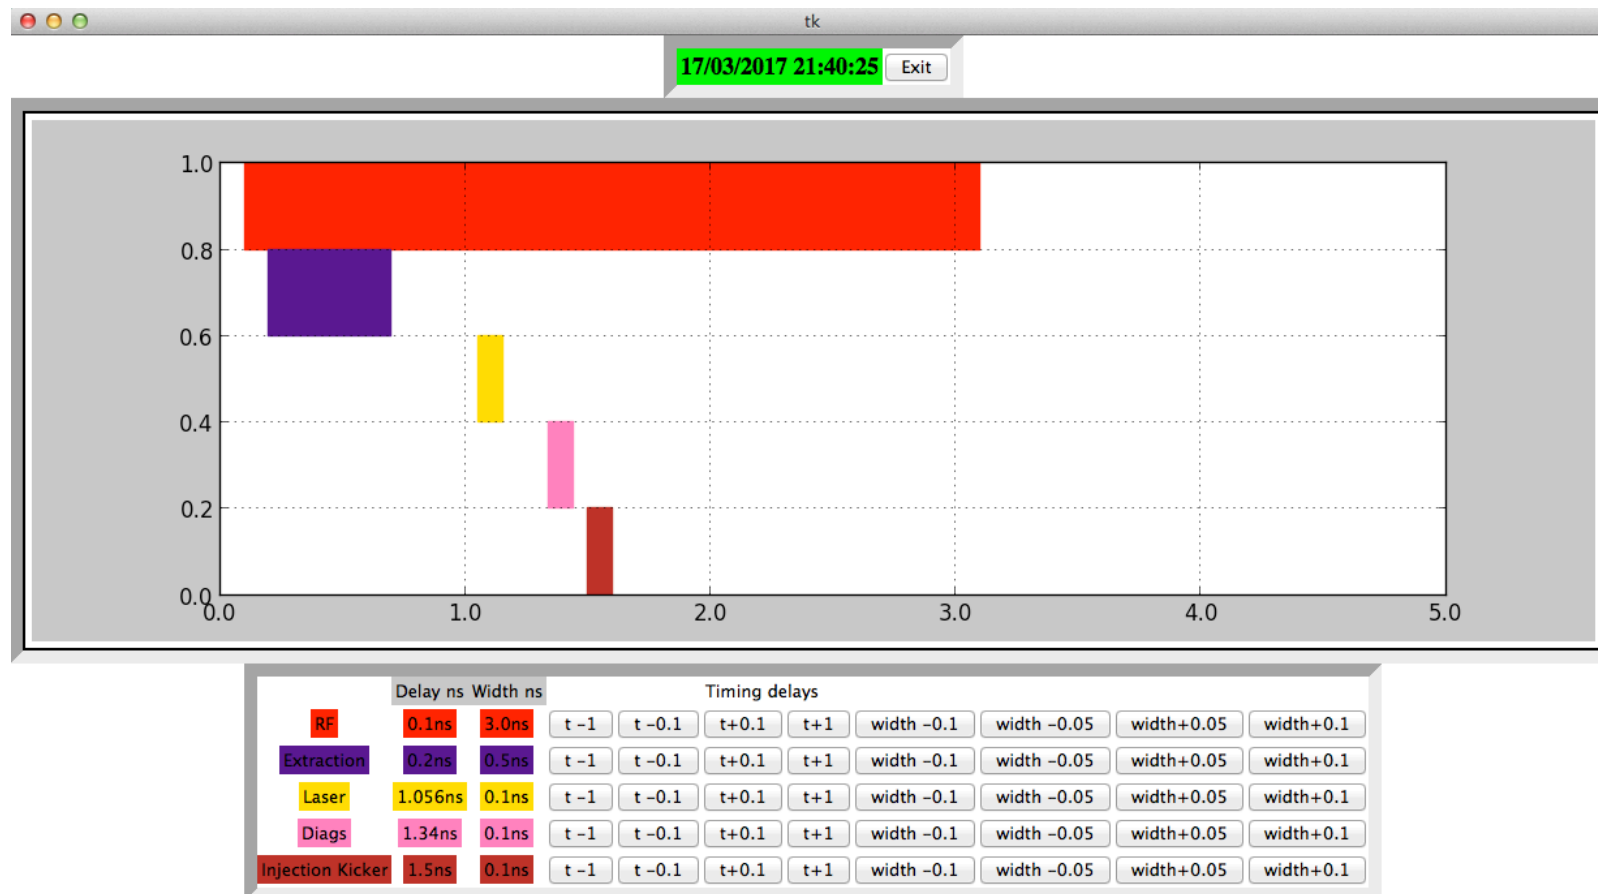 tk
17/03/2017 21:40:25 Exit
1.0
0.8
0.6
0.4
0.2
0.0
0.0 1.0 2.0 3.0 4.0 5.0
Delay ns Width ns Timing delays
RF 0.1ns 3.0ns t -1 t -0.1 t+0.1 t+1 width -0.1 width -0.05 width+0.05 width+0.1
Extraction 0.2ns 0.5ns t -1 t -0.1 t+0.1 t+1 width -0.1 width -0.05 width+0.05 width+0.1
Laser 1.056ns 0.1ns t -1 t -0.1 t+0.1 t+1 width -0.1 width -0.05 width+0.05 width+0.1
Diags 1.34ns 0.1ns t -1 t -0.1 t+0.1 t+1 width -0.1 width -0.05 width+0.05 width+0.1
Injection Kicker 1.5ns 0.1ns t -1 t -0.1 t+0.1 t+1 width -0.1 width -0.05 width+0.05 width+0.1